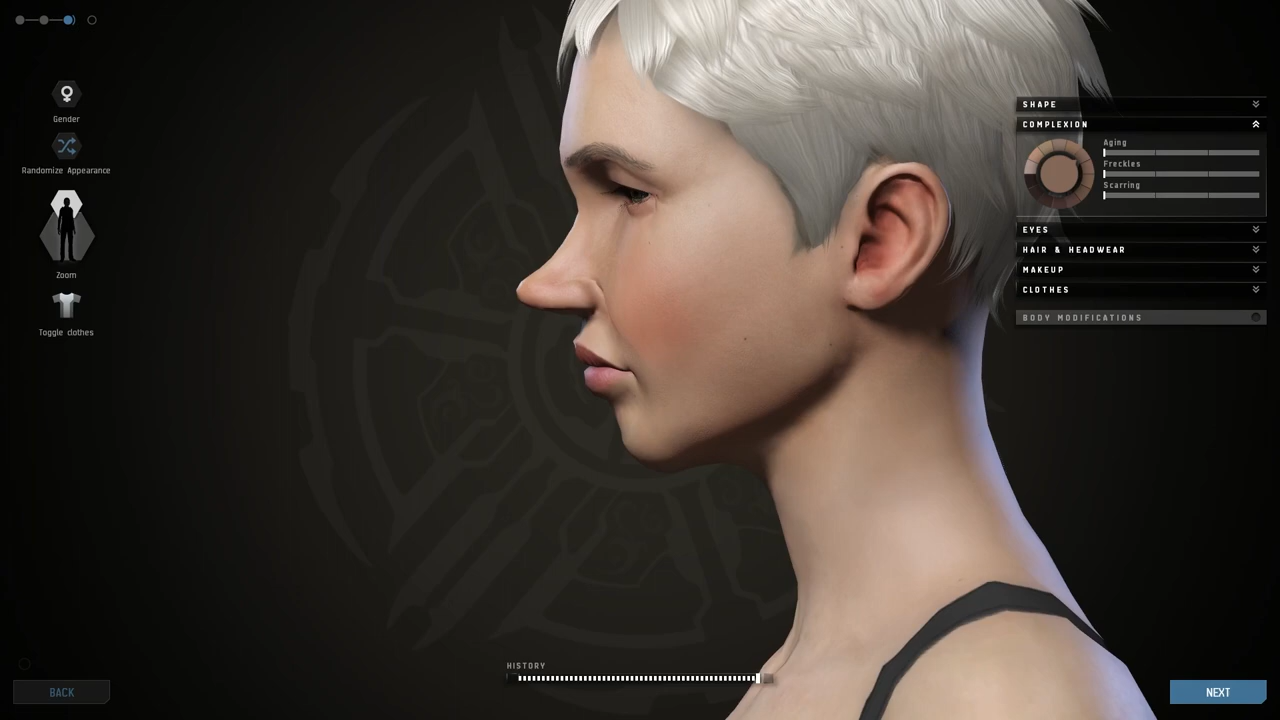 Gender
Randomize Appearance
Zoom
Toggle clothes
SHAPE
COMPLEXION
Aging
Freckles
Scarring
EYES
HAIR & HEADWEAR
MAKEUP
CLOTHES
BODY MODIFICATIONS
HISTORY
BACK
NEXT